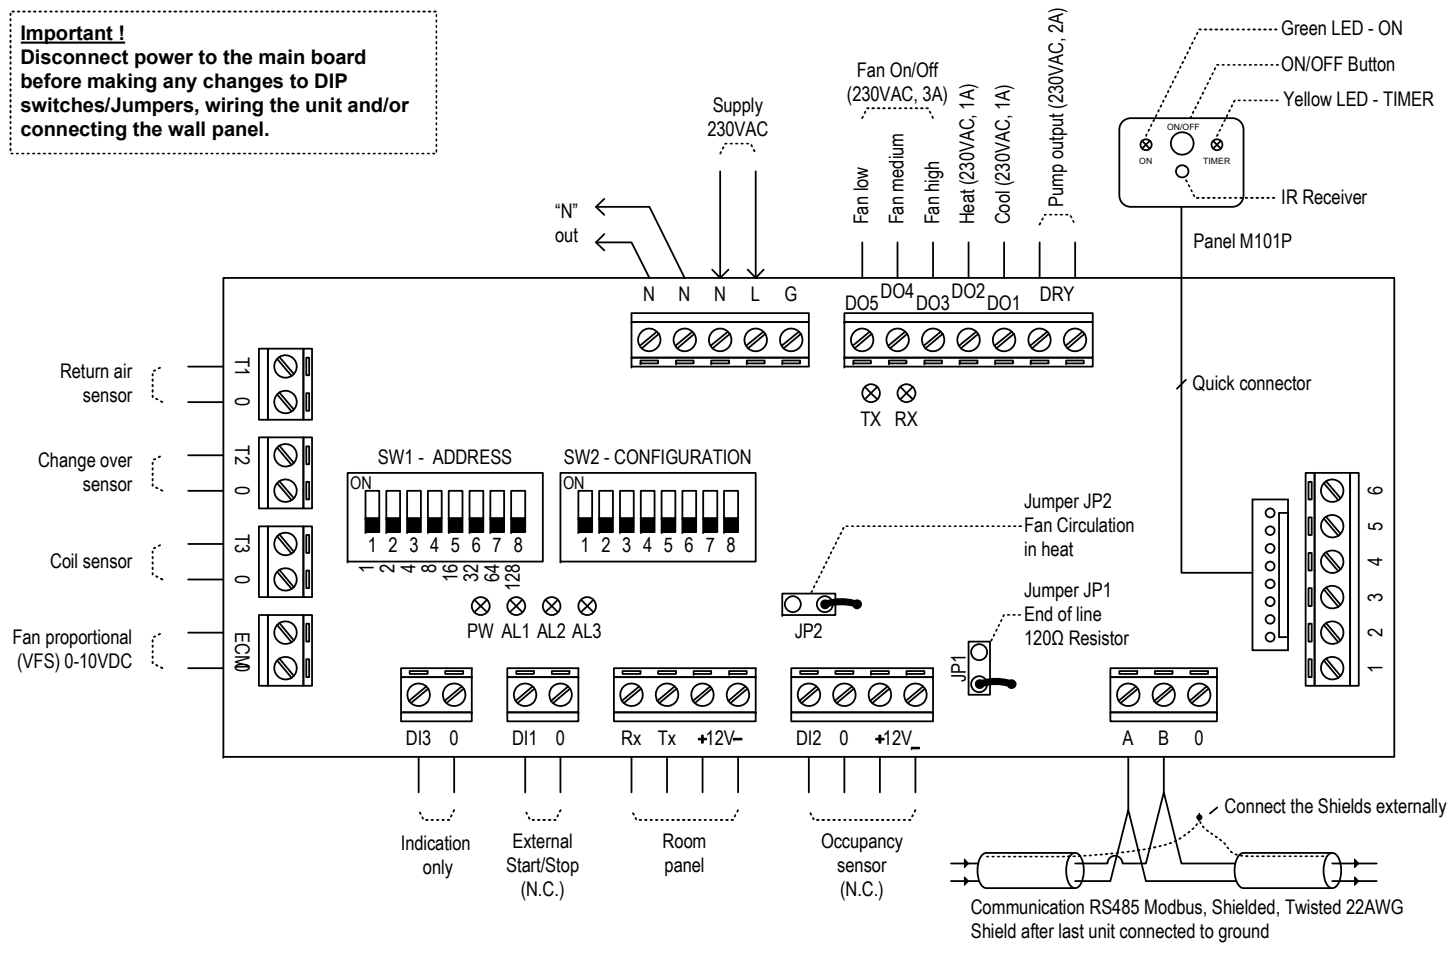 Important !
Disconnect power to the main board
before making any changes to DIP
switches/Jumpers, wiring the unit and/or
connecting the wall panel.
Supply
230VAC
Fan On/Off
(230VAC, 3A)
Fan low
Fan medium
Fan high
Heat (230VAC, 1A)
Cool (230VAC, 1A)
Pump output (230VAC, 2A)
Green LED - ON
ON/OFF Button
Yellow LED - TIMER
ON/OFF
ON
TIMER
IR Receiver
Panel M101P
“N”
out
N N N L G
DO5 DO4 DO3 DO2 DO1 DRY
TX RX
Quick connector
Return air
sensor
T1
0
Change over
sensor
T2
0
Coil sensor
T3
0
Fan proportional
(VFS) 0-10VDC
ECM
0
SW1 - ADDRESS
ON
1 2 3 4 5 6 7 8
1 2 4 8 16 32 64 128
SW2 - CONFIGURATION
ON
1 2 3 4 5 6 7 8
PW AL1 AL2 AL3
Jumper JP2
Fan Circulation
in heat
JP2
Jumper JP1
End of line
120Ω Resistor
JP1
6
5
4
3
2
1
DI3 0
DI1 0
Rx Tx +12V-
DI2 0 +12V_
A B 0
Indication
only
External
Start/Stop
(N.C.)
Room
panel
Occupancy
sensor
(N.C.)
Connect the Shields externally
Communication RS485 Modbus, Shielded, Twisted 22AWG
Shield after last unit connected to ground